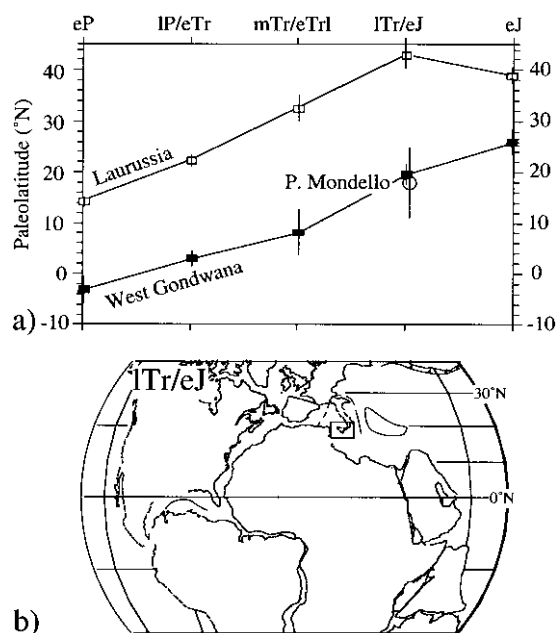 eP lP/eTr mTr/eTrl lTr/eJ eJ
40 40
30 30
20 20
10 10
0 0
-10 -10
Paleolatitude (°N)
Laurussia
P. Mondello
West Gondwana
a)
lTr/eJ
30°N
0°N
b)